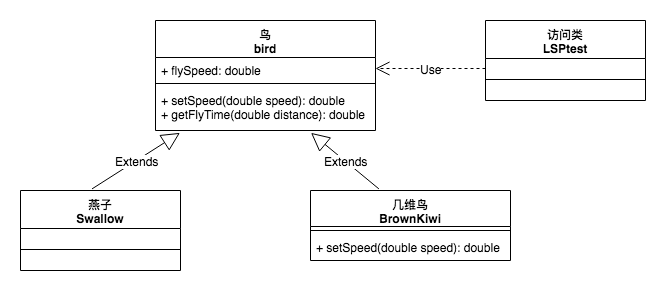 鸟
bird
+ flySpeed: double
+ setSpeed(double speed): double
+ getFlyTime(double distance): double
访问类
LSPtest
Use
Extends
Extends
燕子
Swallow
几维鸟
BrownKiwi
+ setSpeed(double speed): double